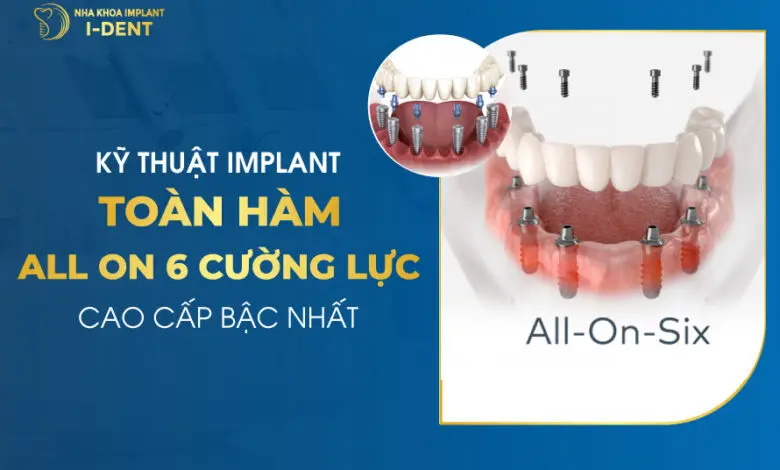 NHA KHOA IMPLANT
I-DENT
KỸ THUẬT IMPLANT
TOÀN HÀM
ALL ON 6 CƯỜNG LỰC
CAO CẤP BẬC NHẤT
All-On-Six